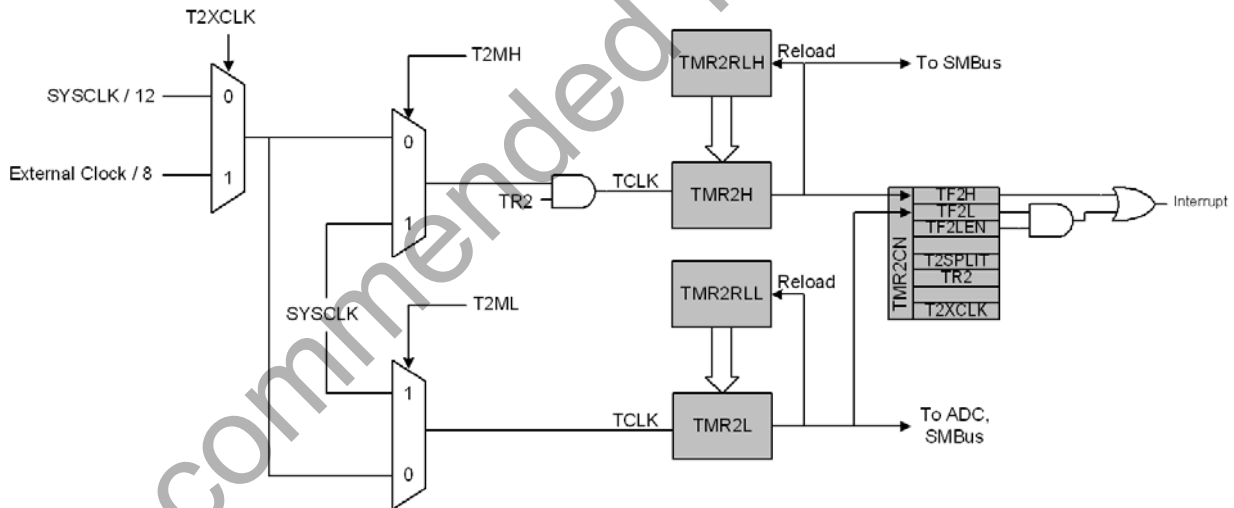 T2XCLK
SYSCLK / 12
0
External Clock / 8
1
T2MH
0
1
TR2
TCLK
SYSCLK
T2ML
1
0
TCLK
TMR2RLH
Reload
To SMBus
TMR2H
TMR2RLL
Reload
TMR2L
To ADC,
SMBus
TMR2CN
TF2H
TF2L
TF2LEN
T2SPLIT
TR2
T2XCLK
Interrupt
commended